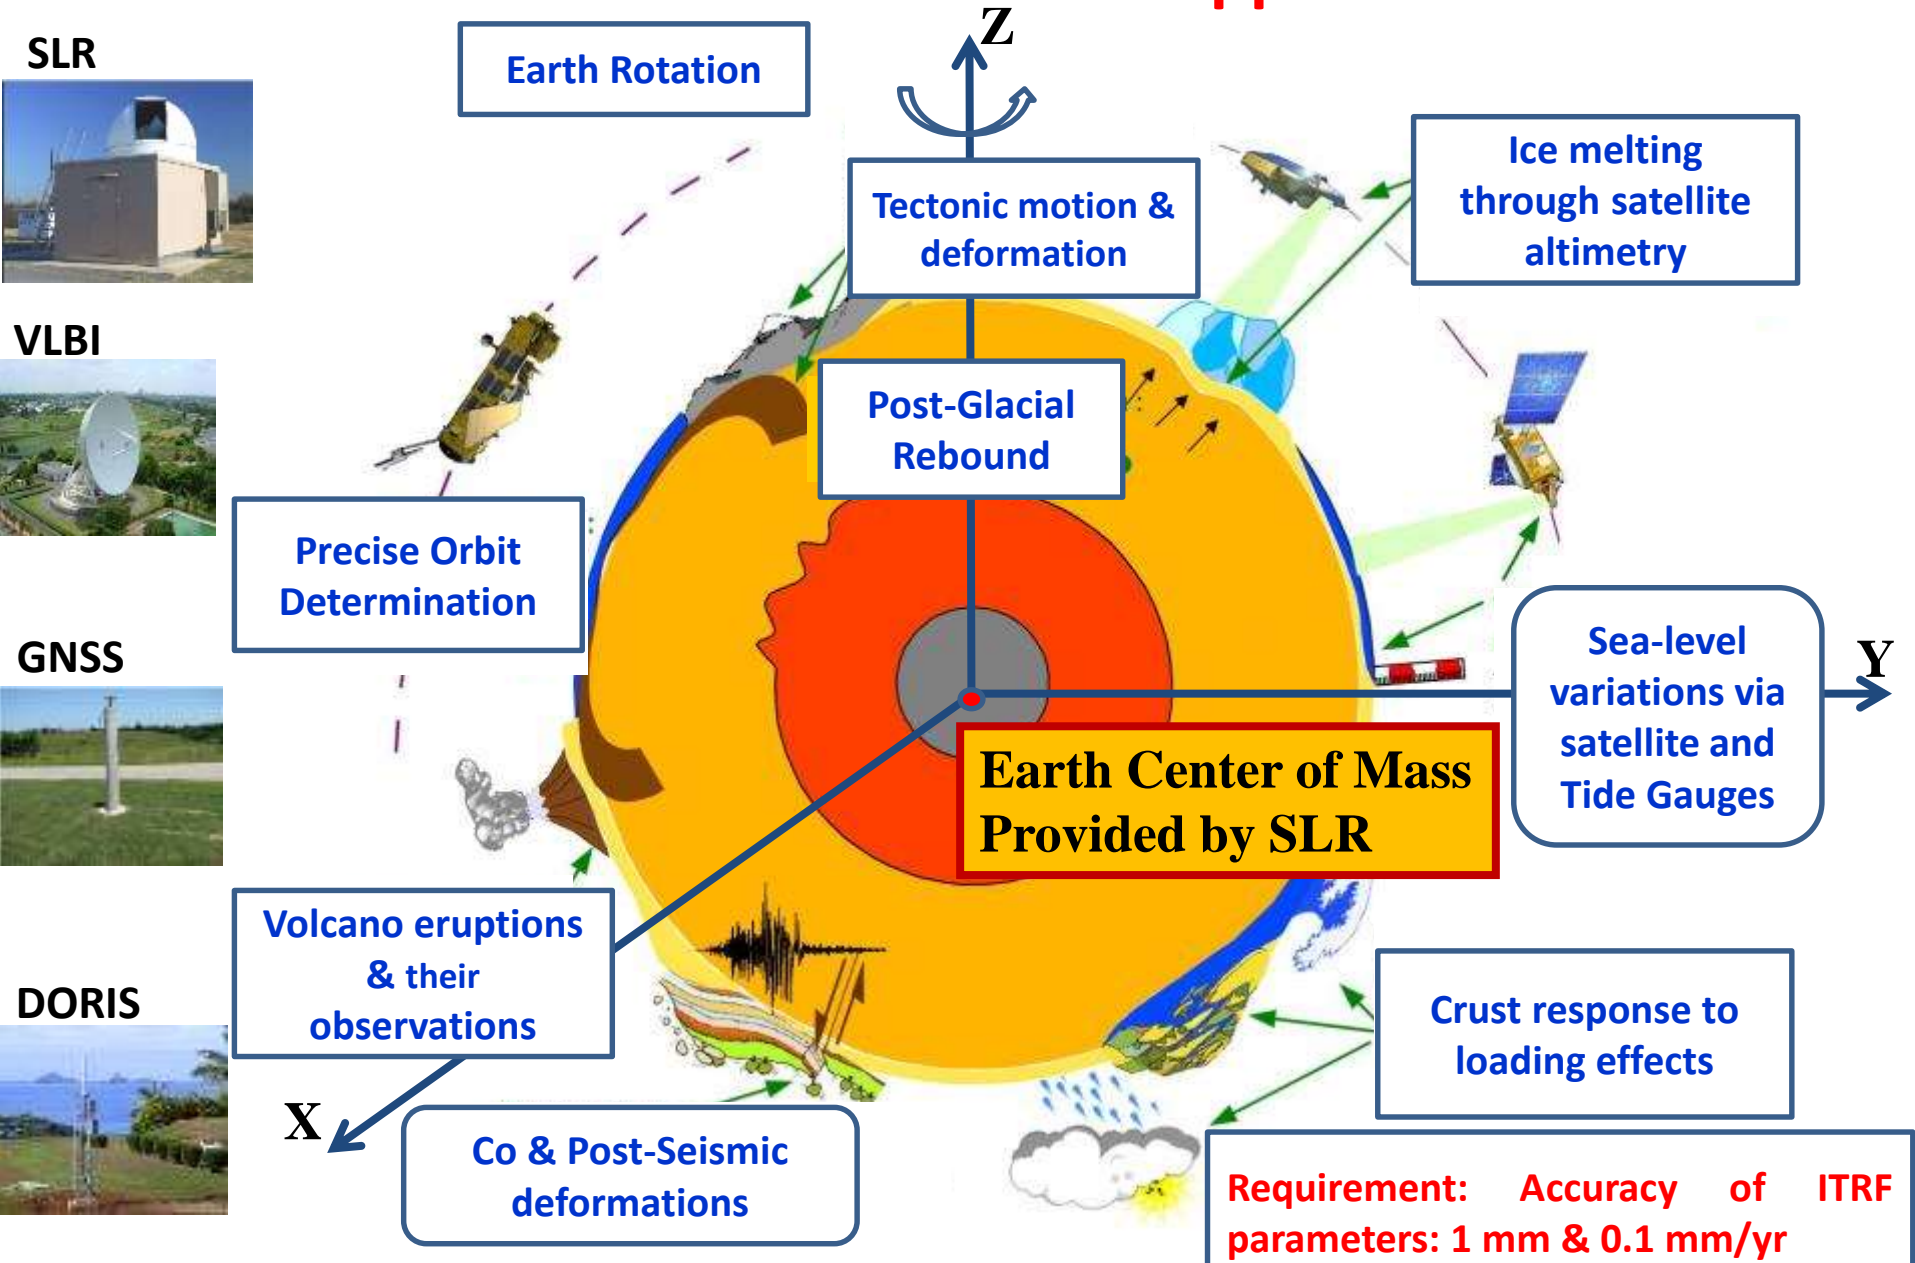 SLR
Earth Rotation
Z
Ice melting
through satellite
altimetry
Tectonic motion &
deformation
VLBI
Post-Glacial
Rebound
Precise Orbit
Determination
GNSS
Sea-level
variations via
satellite and
Tide Gauges
Y
Earth Center of Mass
Provided by SLR
Volcano eruptions
& their
observations
DORIS
Crust response to
loading effects
X
Co & Post-Seismic
deformations
Requirement: Accuracy of ITRF
parameters: 1 mm & 0.1 mm/yr